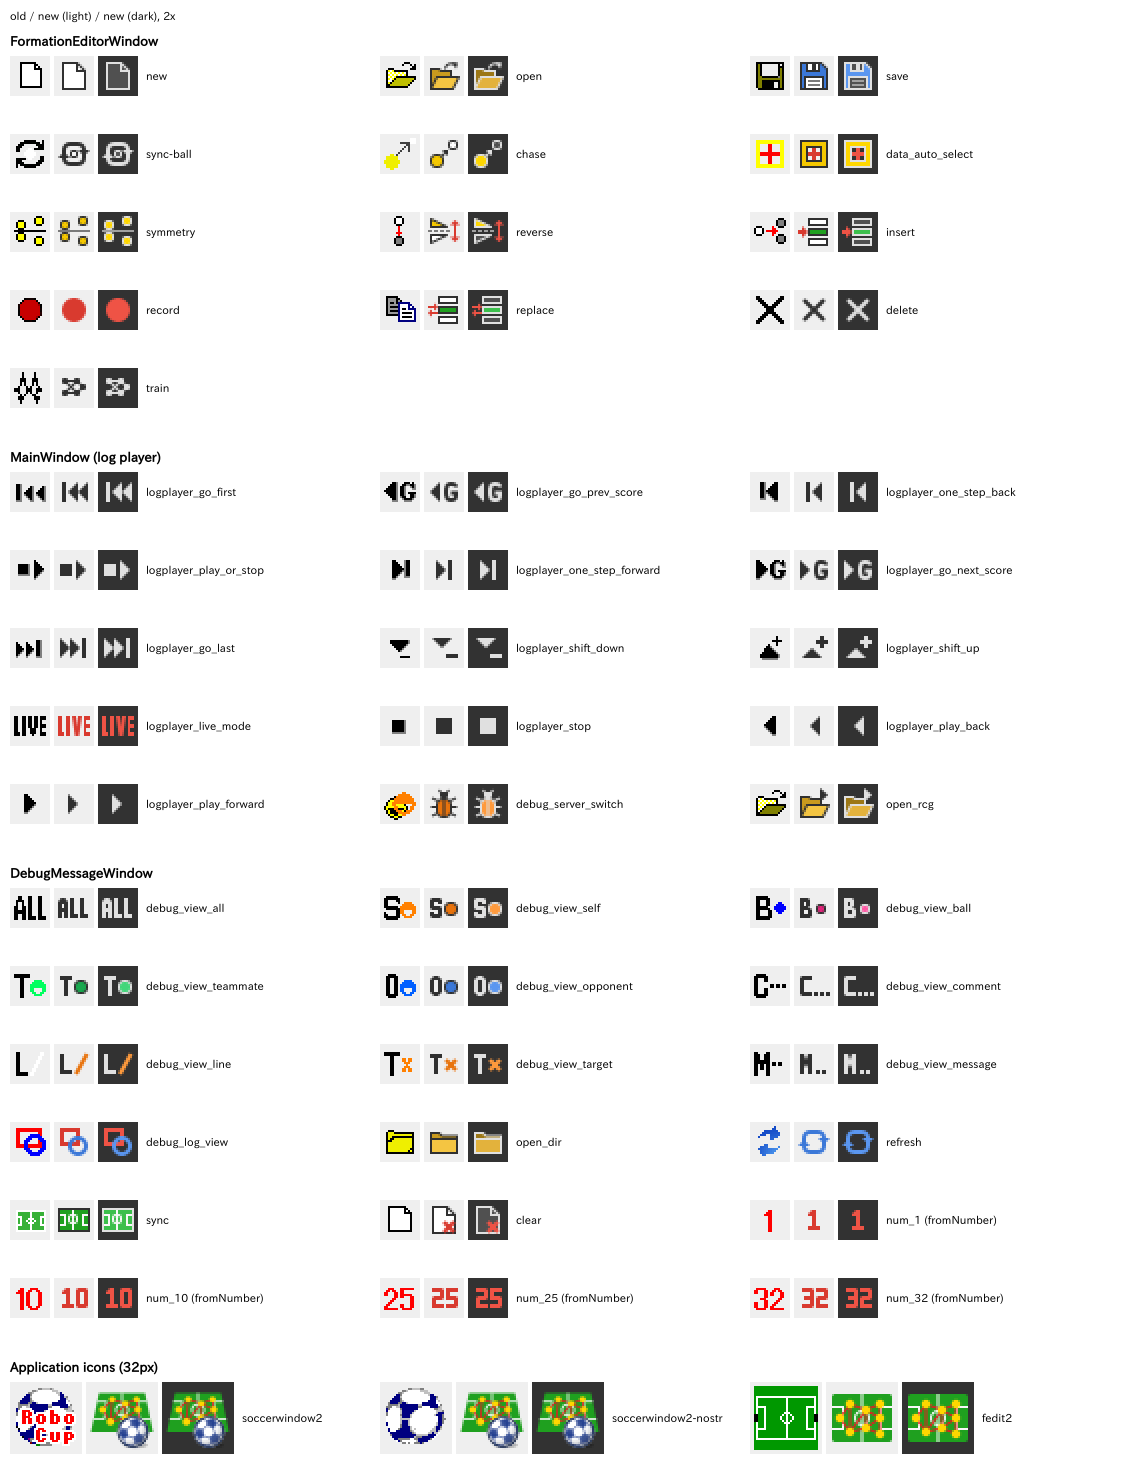 old / new (light) / new (dark), 2x
FormationEditorWindow
new
open
save
sync-ball
chase
data_auto_select
symmetry
reverse
insert
record
replace
delete
train
MainWindow (log player)
logplayer_go_first
G G G logplayer_go_prev_score
logplayer_one_step_back
logplayer_play_or_stop
logplayer_one_step_forward
G G G logplayer_go_next_score
logplayer_go_last
logplayer_shift_down
logplayer_shift_up
LIVE LIVE LIVE logplayer_live_mode
logplayer_stop
logplayer_play_back
logplayer_play_forward
debug_server_switch
open_rcg
DebugMessageWindow
ALL ALL ALL debug_view_all
S S S debug_view_self
B B B debug_view_ball
T T T debug_view_teammate
O O O debug_view_opponent
C... C... C... debug_view_comment
L/ L/ L/ debug_view_line
Tx Tx Tx debug_view_target
M.. M.. M.. debug_view_message
debug_log_view
open_dir
refresh
sync
clear
1 1 1 num_1 (fromNumber)
10 10 10 num_10 (fromNumber)
25 25 25 num_25 (fromNumber)
32 32 32 num_32 (fromNumber)
Application icons (32px)
Robo
Cup
soccerwindow2
soccerwindow2-nostr
fedit2